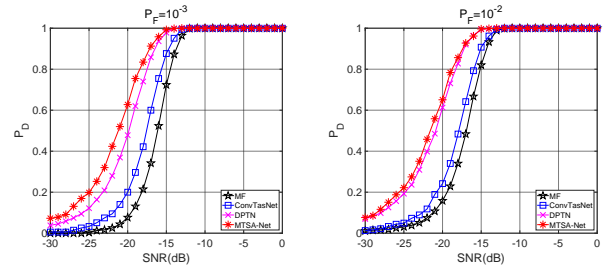 P_F=10^-3
1
0.8
0.6
0.4
0.2
0
P_D
-30 -25 -20 -15 -10 -5 0
SNR(dB)
MF
ConvTasNet
DPTN
MTSA-Net
P_F=10^-2
1
0.8
0.6
0.4
0.2
0
P_D
-30 -25 -20 -15 -10 -5 0
SNR(dB)
MF
ConvTasNet
DPTN
MTSA-Net